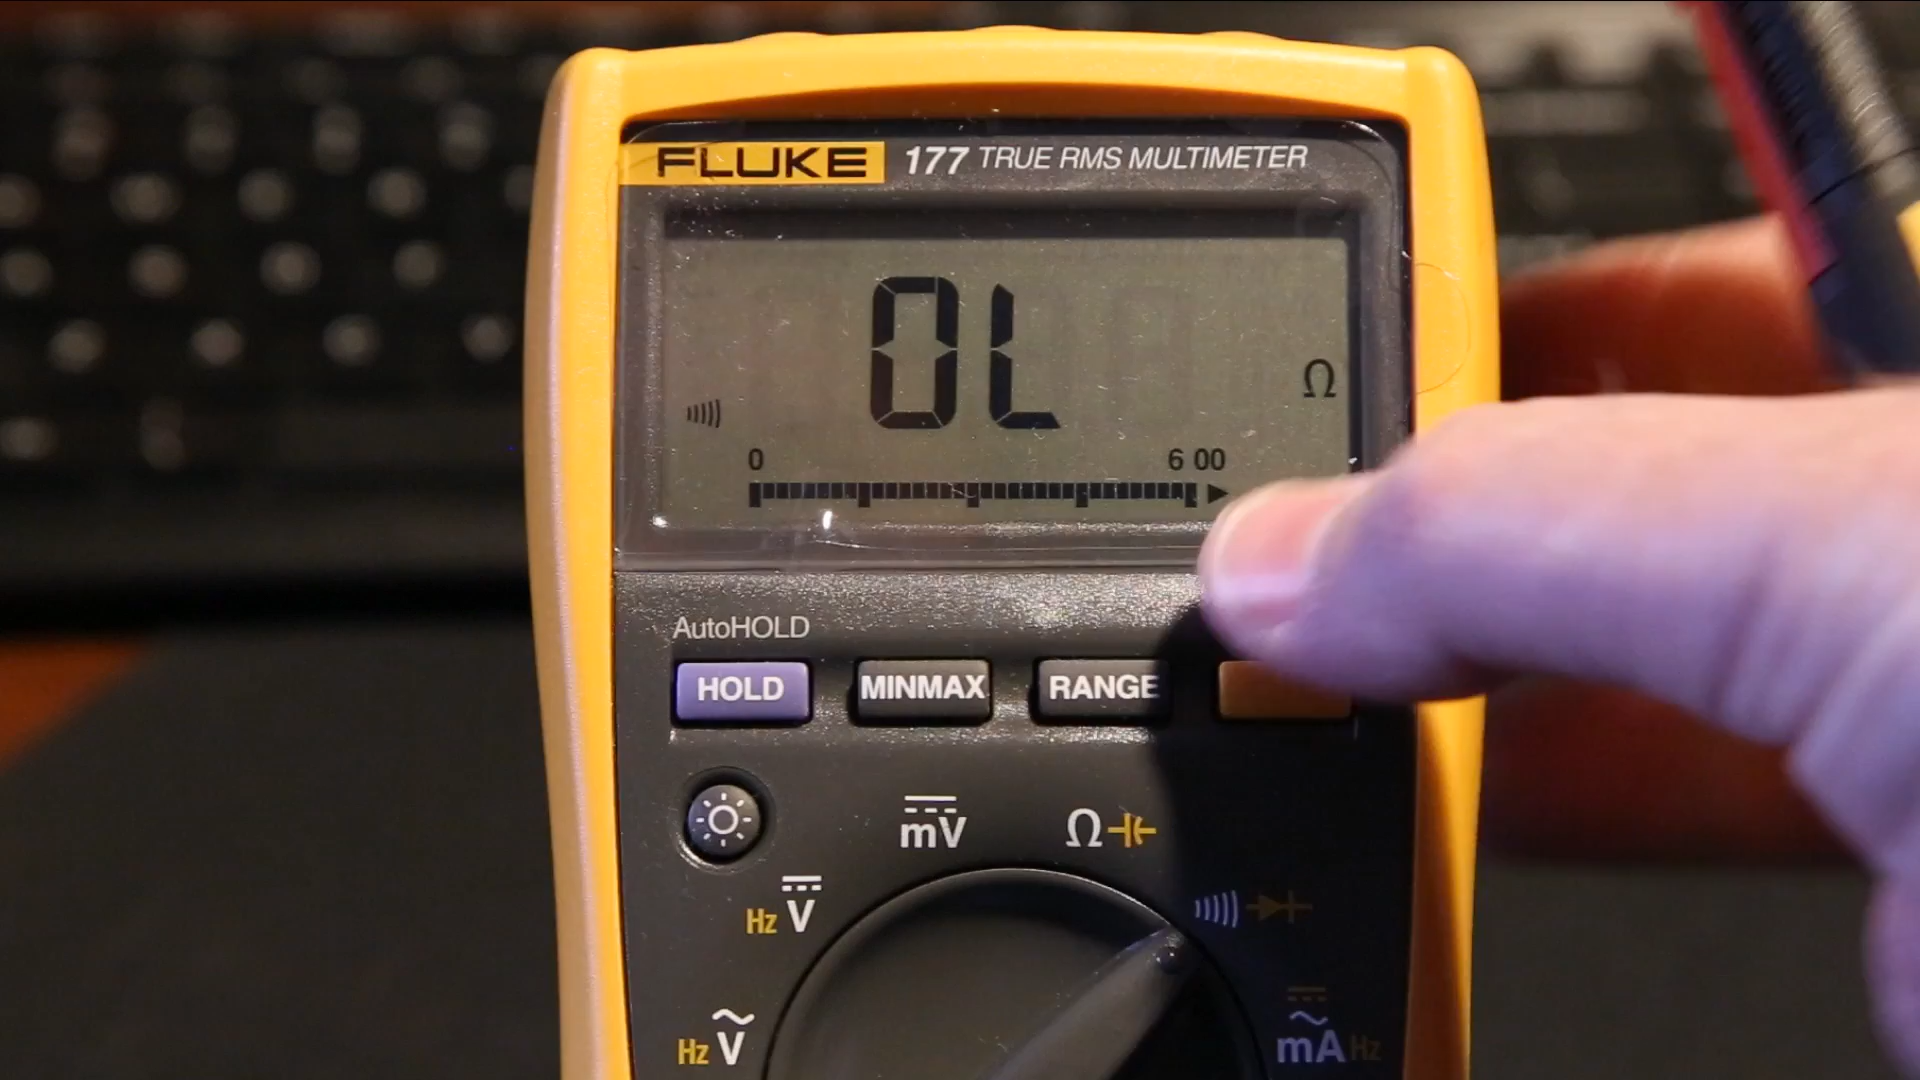 FLUKE 177 TRUE RMS MULTIMETER
OL
Ω
0 6 00
AutoHOLD
HOLD MINMAX RANGE
mV Ω
Hz V
Hz V mA Hz